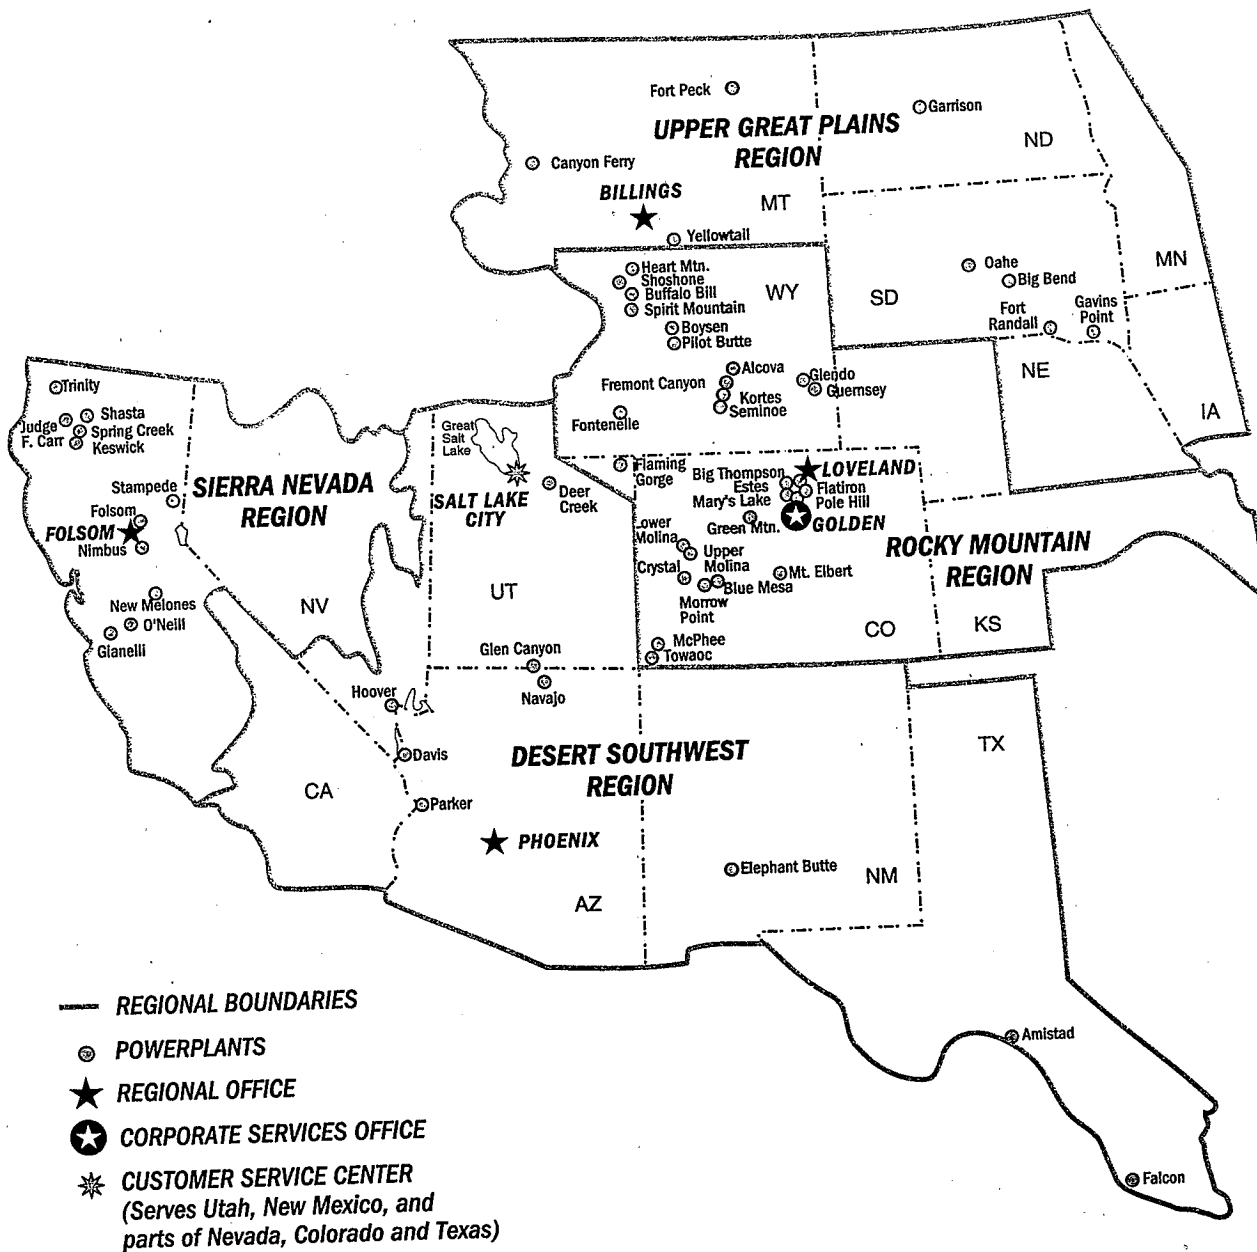 Fort Peck
Garrison
UPPER GREAT PLAINS
REGION
ND
Canyon Ferry
BILLINGS
MT
Yellowtail
MN
Heart Mtn.
Shoshone
Buffalo Bill
Spirit Mountain
WY
Boysen
Pilot Butte
SD
Oahe
Big Bend
Fort
Randall
Gavins
Point
Alcova
Fremont Canyon
Kortes
Seminoe
Glendo
Guernsey
Fontenelle
NE
IA
Trinity
Judge
F. Carr
Shasta
Spring Creek
Keswick
Stampede
Folsom
FOLSOM
Nimbus
SIERRA NEVADA
REGION
New Melones
O'Neill
Gianelli
NV
Great
Salt
Lake
SALT LAKE
CITY
Deer
Creek
UT
Flaming
Gorge
Big Thompson
LOVELAND
Estes
Flatiron
Mary's Lake
Pole Hill
Green Mtn.
GOLDEN
Lower
Molina
Upper
Molina
Crystal
Blue Mesa
Morrow
Point
Mt. Elbert
ROCKY MOUNTAIN
REGION
McPhee
Towaoc
CO
KS
Glen Canyon
Navajo
Hoover
Davis
Parker
CA
DESERT SOUTHWEST
REGION
PHOENIX
AZ
Elephant Butte
NM
TX
Amistad
Falcon
REGIONAL BOUNDARIES
POWERPLANTS
REGIONAL OFFICE
CORPORATE SERVICES OFFICE
CUSTOMER SERVICE CENTER
(Serves Utah, New Mexico, and
parts of Nevada, Colorado and Texas)